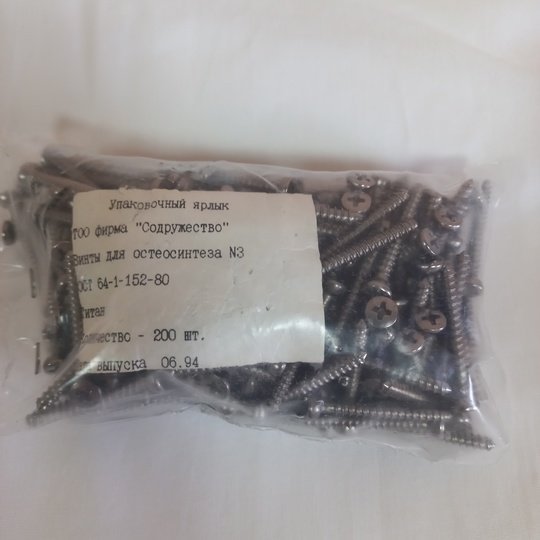 Упаковочный ярлык
ТОО фирма "Содружество"
Винты для остеосинтеза N3
ОСТ 64-1-152-80
Титан
Количество - 200 шт.
выпуска 06.94